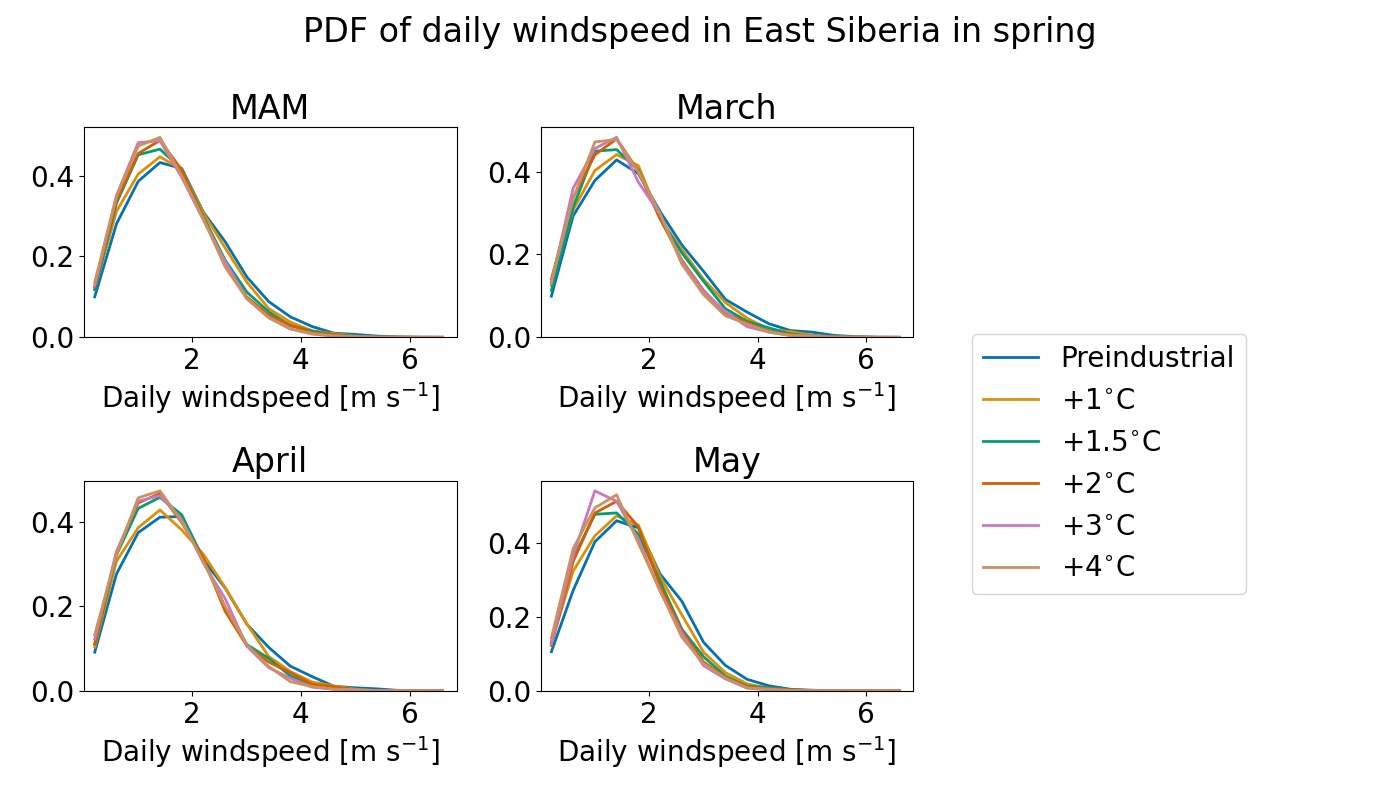 PDF of daily windspeed in East Siberia in spring
MAM
0.4
0.2
0.0
2 4 6
Daily windspeed [m s⁻¹]
March
0.4
0.2
0.0
2 4 6
Daily windspeed [m s⁻¹]
April
0.4
0.2
0.0
2 4 6
Daily windspeed [m s⁻¹]
May
0.4
0.2
0.0
2 4 6
Daily windspeed [m s⁻¹]
Preindustrial
+1°C
+1.5°C
+2°C
+3°C
+4°C